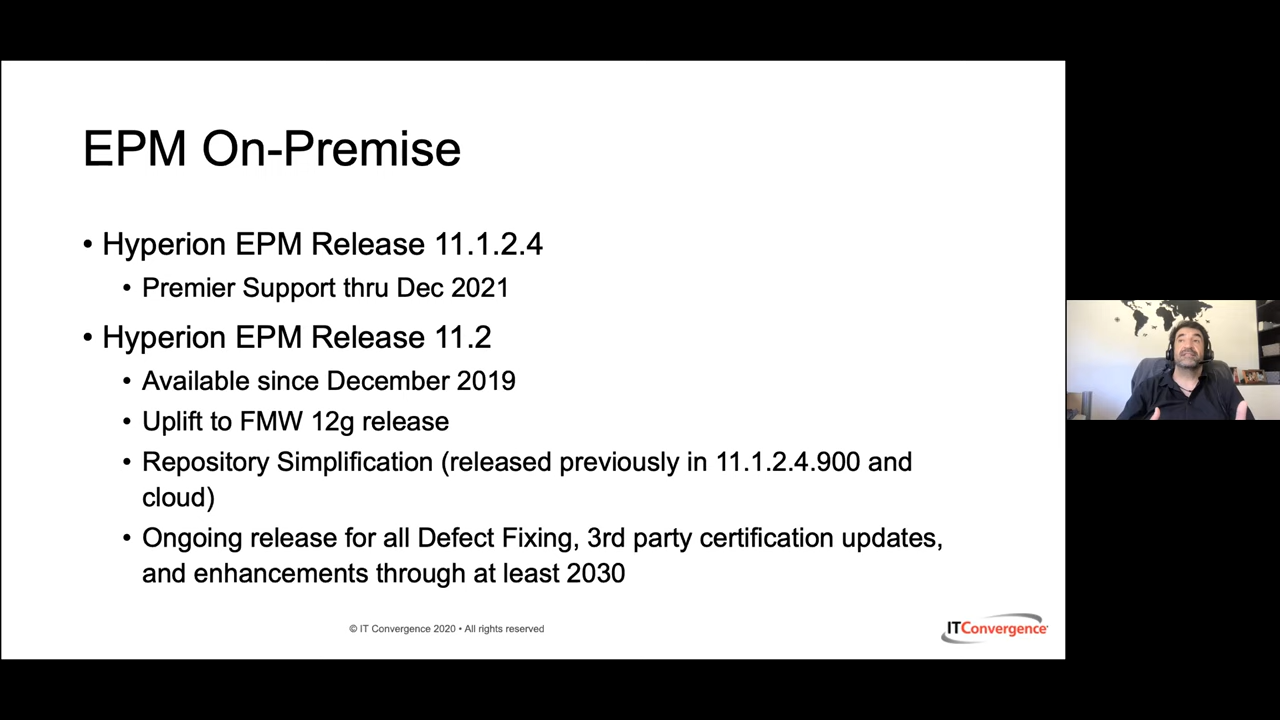 EPM On-Premise
• Hyperion EPM Release 11.1.2.4
• Premier Support thru Dec 2021
• Hyperion EPM Release 11.2
• Available since December 2019
• Uplift to FMW 12g release
• Repository Simplification (released previously in 11.1.2.4.900 and
cloud)
• Ongoing release for all Defect Fixing, 3rd party certification updates,
and enhancements through at least 2030
© IT Convergence 2020 • All rights reserved
ITConvergence